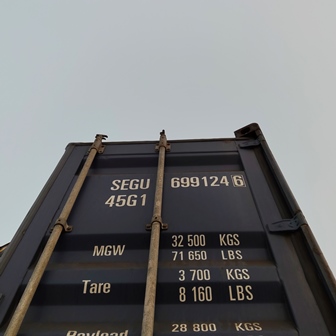 SEGU 699124 6
45G1
MGW 32 500 KGS
71 650 LBS
Tare 3 700 KGS
8 160 LBS
Payload 28 800 KGS